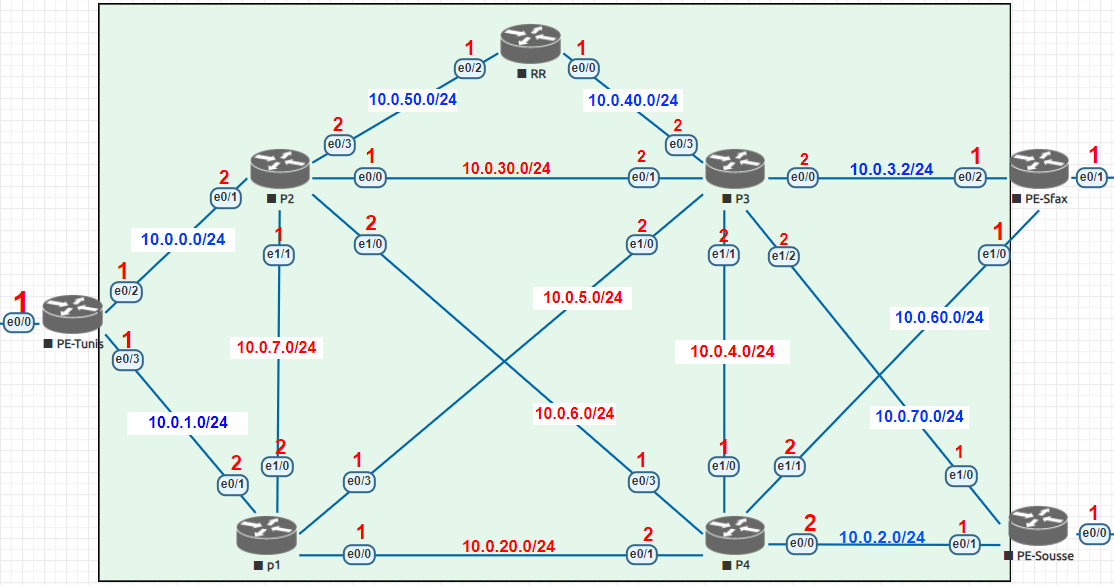 1
RR
1
e0/2
e0/0
10.0.50.0/24
10.0.40.0/24
2
e0/3
2
e0/3
P2
1
e0/0
10.0.30.0/24
2
e0/1
P3
2
e0/0
10.0.3.2/24
1
e0/2
PE-Sfax
1
e0/1
2
e0/1
1
e1/1
2
e1/0
2
e1/0
2
e1/1
2
e1/2
1
e1/0
10.0.0.0/24
1
e0/2
1
e0/0
PE-Tunis
1
e0/3
10.0.5.0/24
10.0.60.0/24
10.0.7.0/24
10.0.4.0/24
10.0.1.0/24
10.0.6.0/24
10.0.70.0/24
2
e0/1
2
e1/0
1
e0/3
1
e0/3
1
e1/0
2
e1/1
1
e1/0
p1
1
e0/0
10.0.20.0/24
2
e0/1
P4
2
e0/0
10.0.2.0/24
1
e0/1
PE-Sousse
1
e0/0